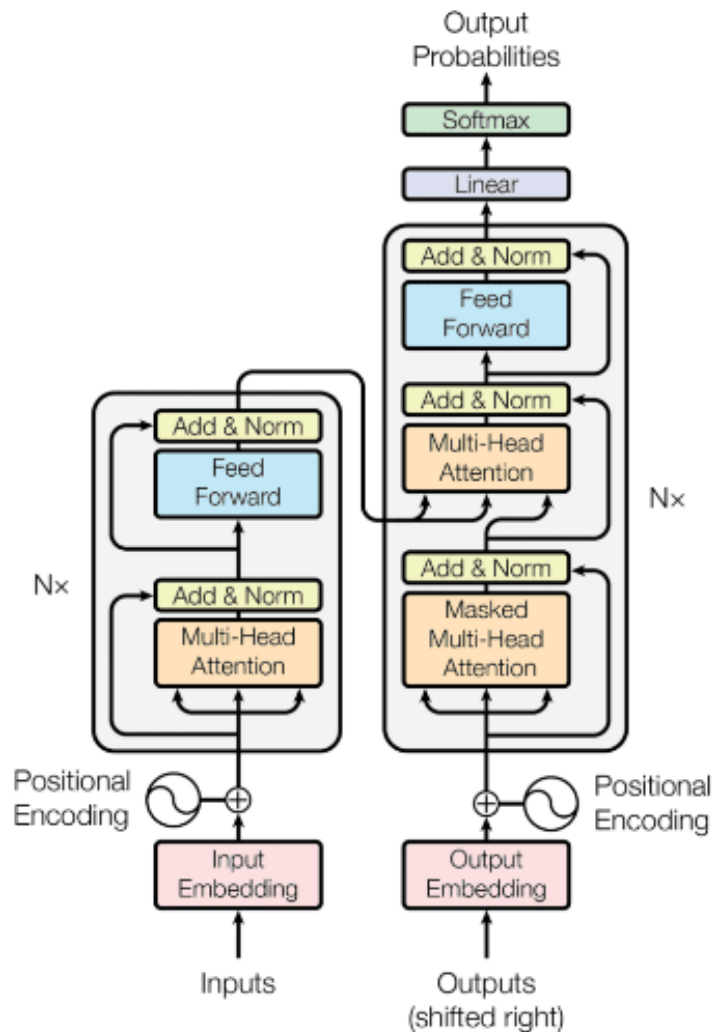 Output
Probabilities
Softmax
Linear
Add & Norm
Feed
Forward
Add & Norm
Multi-Head
Attention
Add & Norm
Masked
Multi-Head
Attention
Nx
Add & Norm
Feed
Forward
Add & Norm
Multi-Head
Attention
Nx
Positional
Encoding
Input
Embedding
Inputs
Positional
Encoding
Output
Embedding
Outputs
(shifted right)